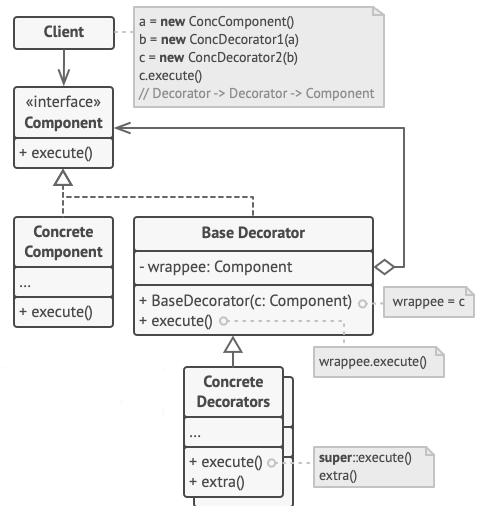 Client
a = new ConcComponent()
b = new ConcDecorator1(a)
c = new ConcDecorator2(b)
c.execute()
// Decorator -> Decorator -> Component
«interface»
Component
+ execute()
Concrete
Component
...
+ execute()
Base Decorator
- wrappee: Component
+ BaseDecorator(c: Component)
+ execute()
wrappee = c
wrappee.execute()
Concrete
Decorators
...
+ execute()
+ extra()
super::execute()
extra()